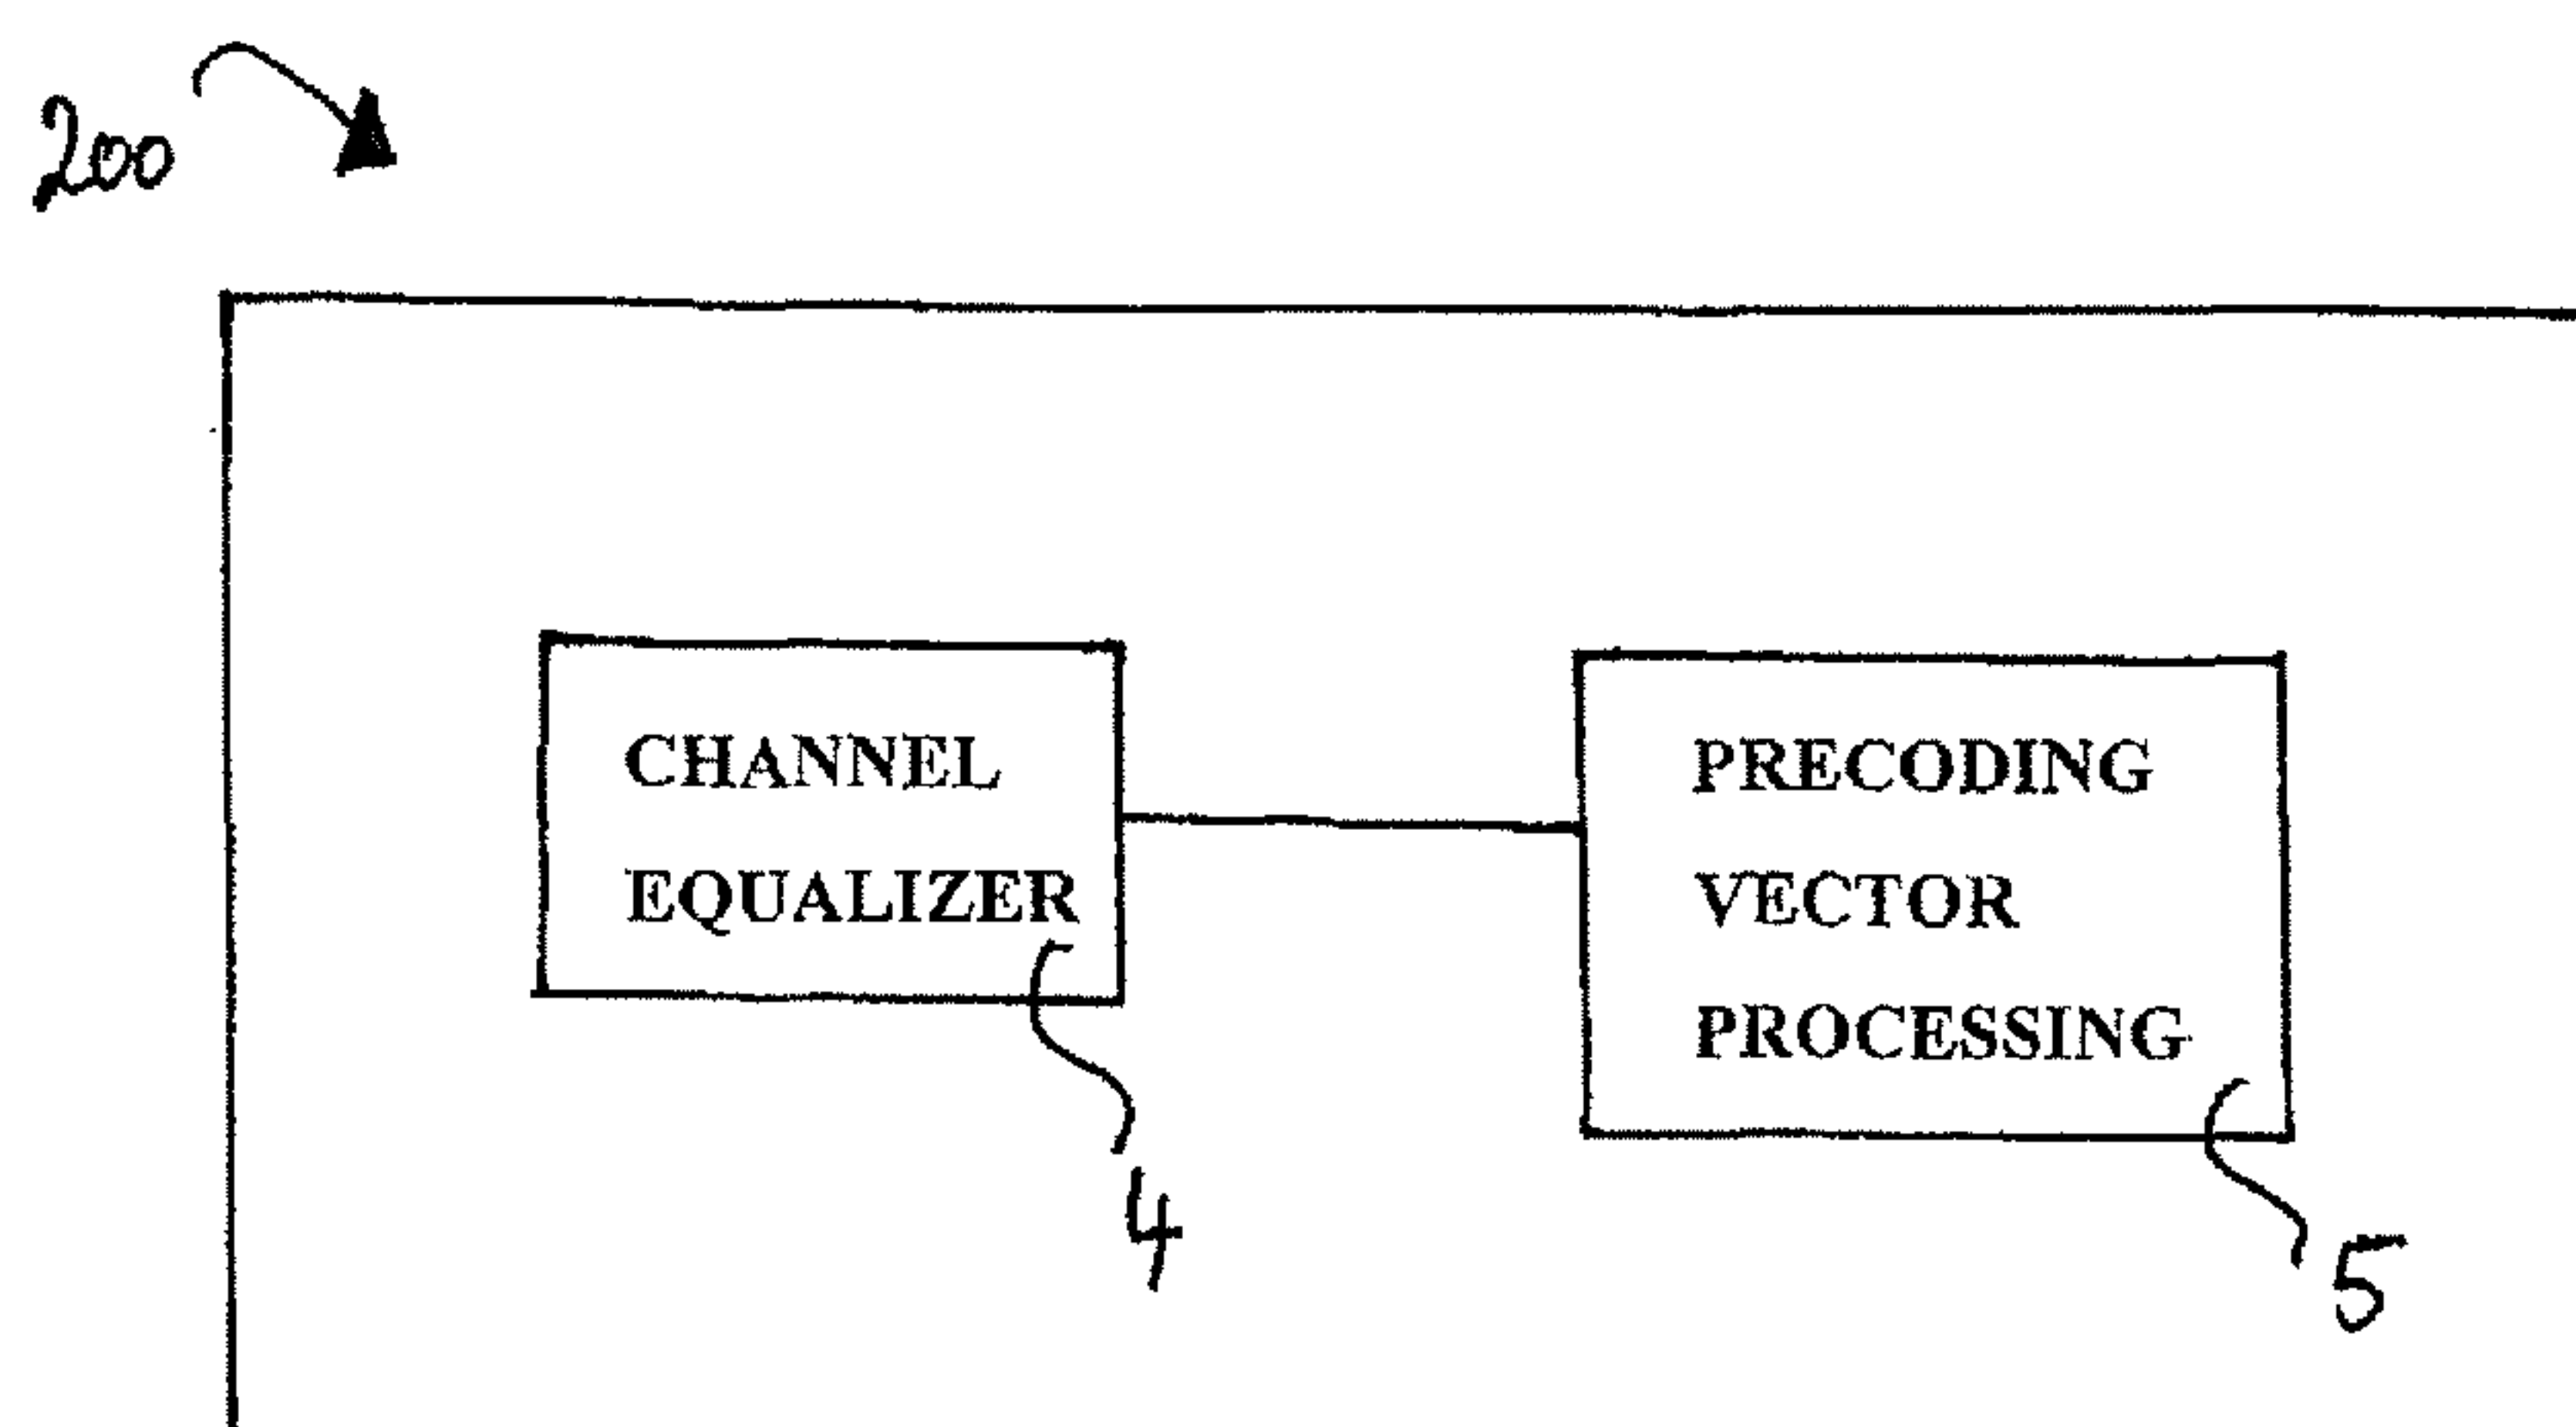 200
CHANNEL
EQUALIZER
4
PRECODING
VECTOR
PROCESSING
5